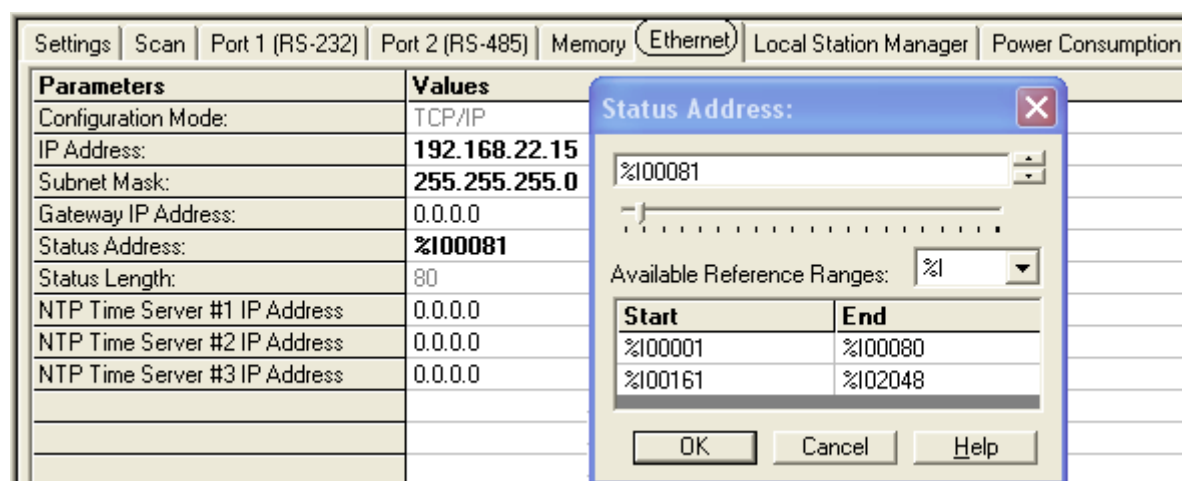 Settings Scan Port 1 (RS-232) Port 2 (RS-485) Memory Ethernet Local Station Manager Power Consumption
Parameters Values
Configuration Mode: TCP/IP
IP Address: 192.168.22.15
Subnet Mask: 255.255.255.0
Gateway IP Address: 0.0.0.0
Status Address: %I00081
Status Length: 80
NTP Time Server #1 IP Address 0.0.0.0
NTP Time Server #2 IP Address 0.0.0.0
NTP Time Server #3 IP Address 0.0.0.0
Status Address:
%I00081
Available Reference Ranges: %I
Start End
%I00001 %I00080
%I00161 %I02048
OK Cancel Help